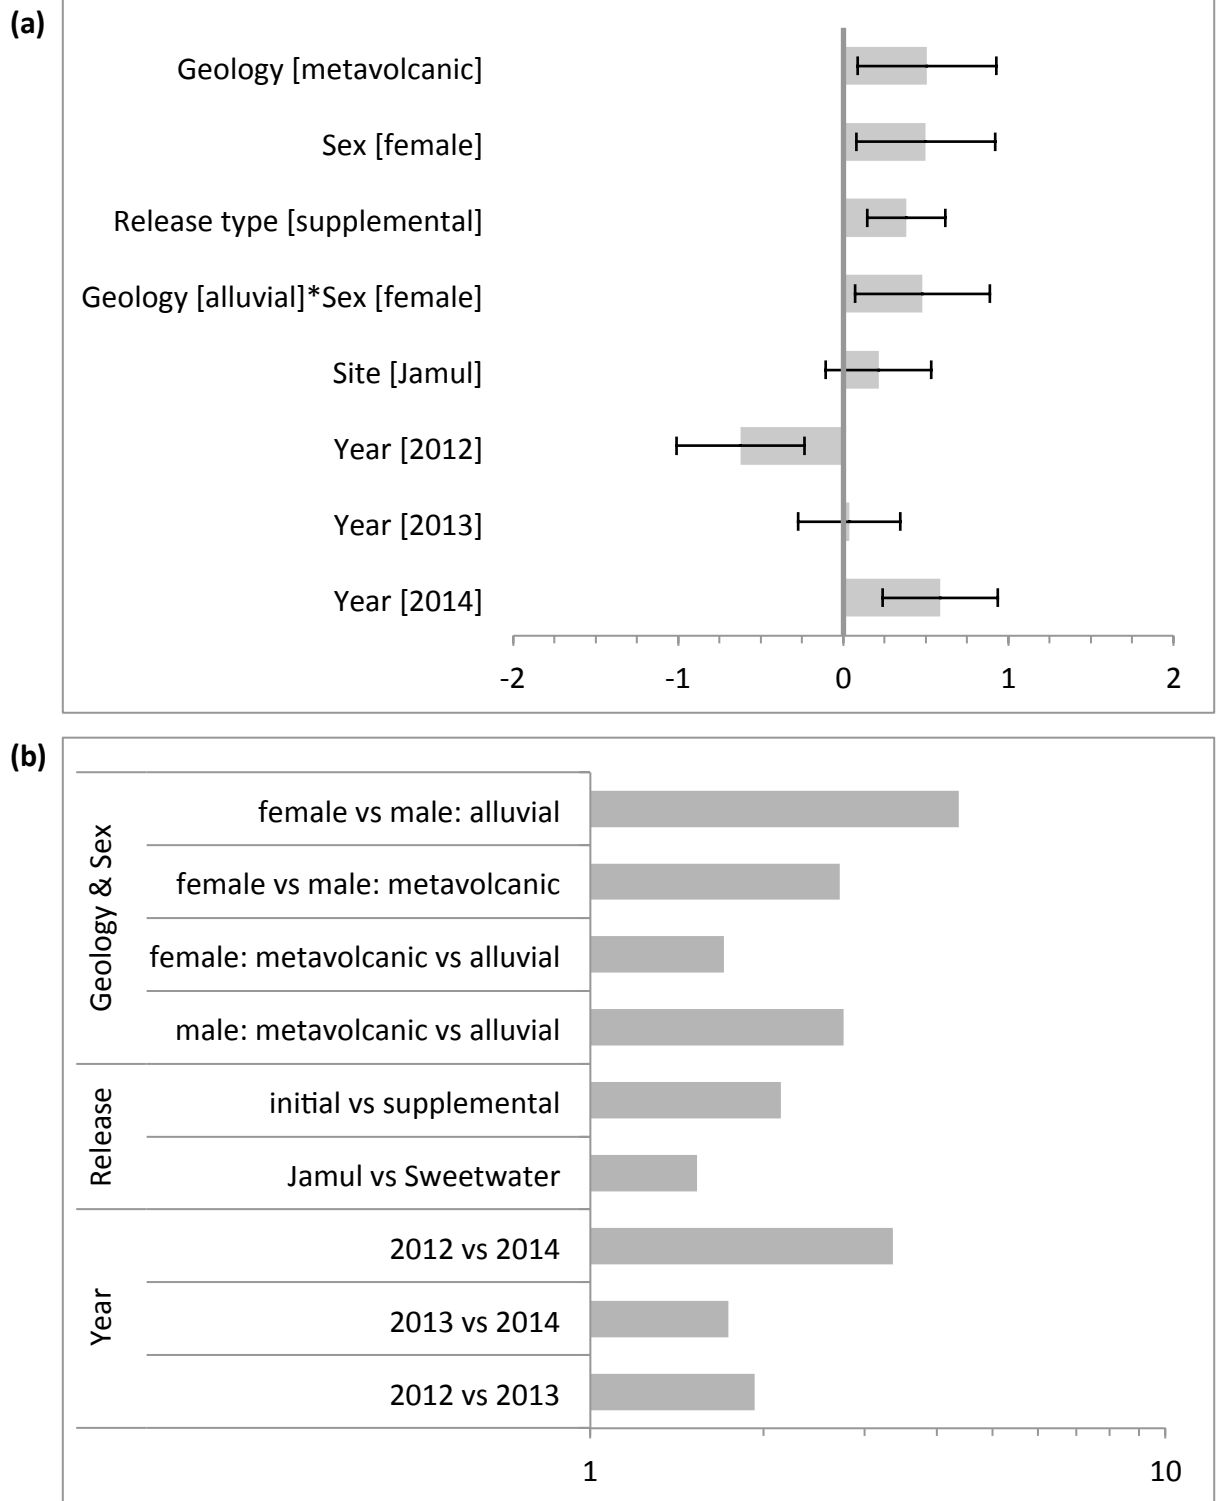 (a)
Geology [metavolcanic]
Sex [female]
Release type [supplemental]
Geology [alluvial]*Sex [female]
Site [Jamul]
Year [2012]
Year [2013]
Year [2014]
-2 -1 0 1 2
(b)
Geology & Sex
female vs male: alluvial
female vs male: metavolcanic
female: metavolcanic vs alluvial
male: metavolcanic vs alluvial
Release
initial vs supplemental
Jamul vs Sweetwater
Year
2012 vs 2014
2013 vs 2014
2012 vs 2013
1 10